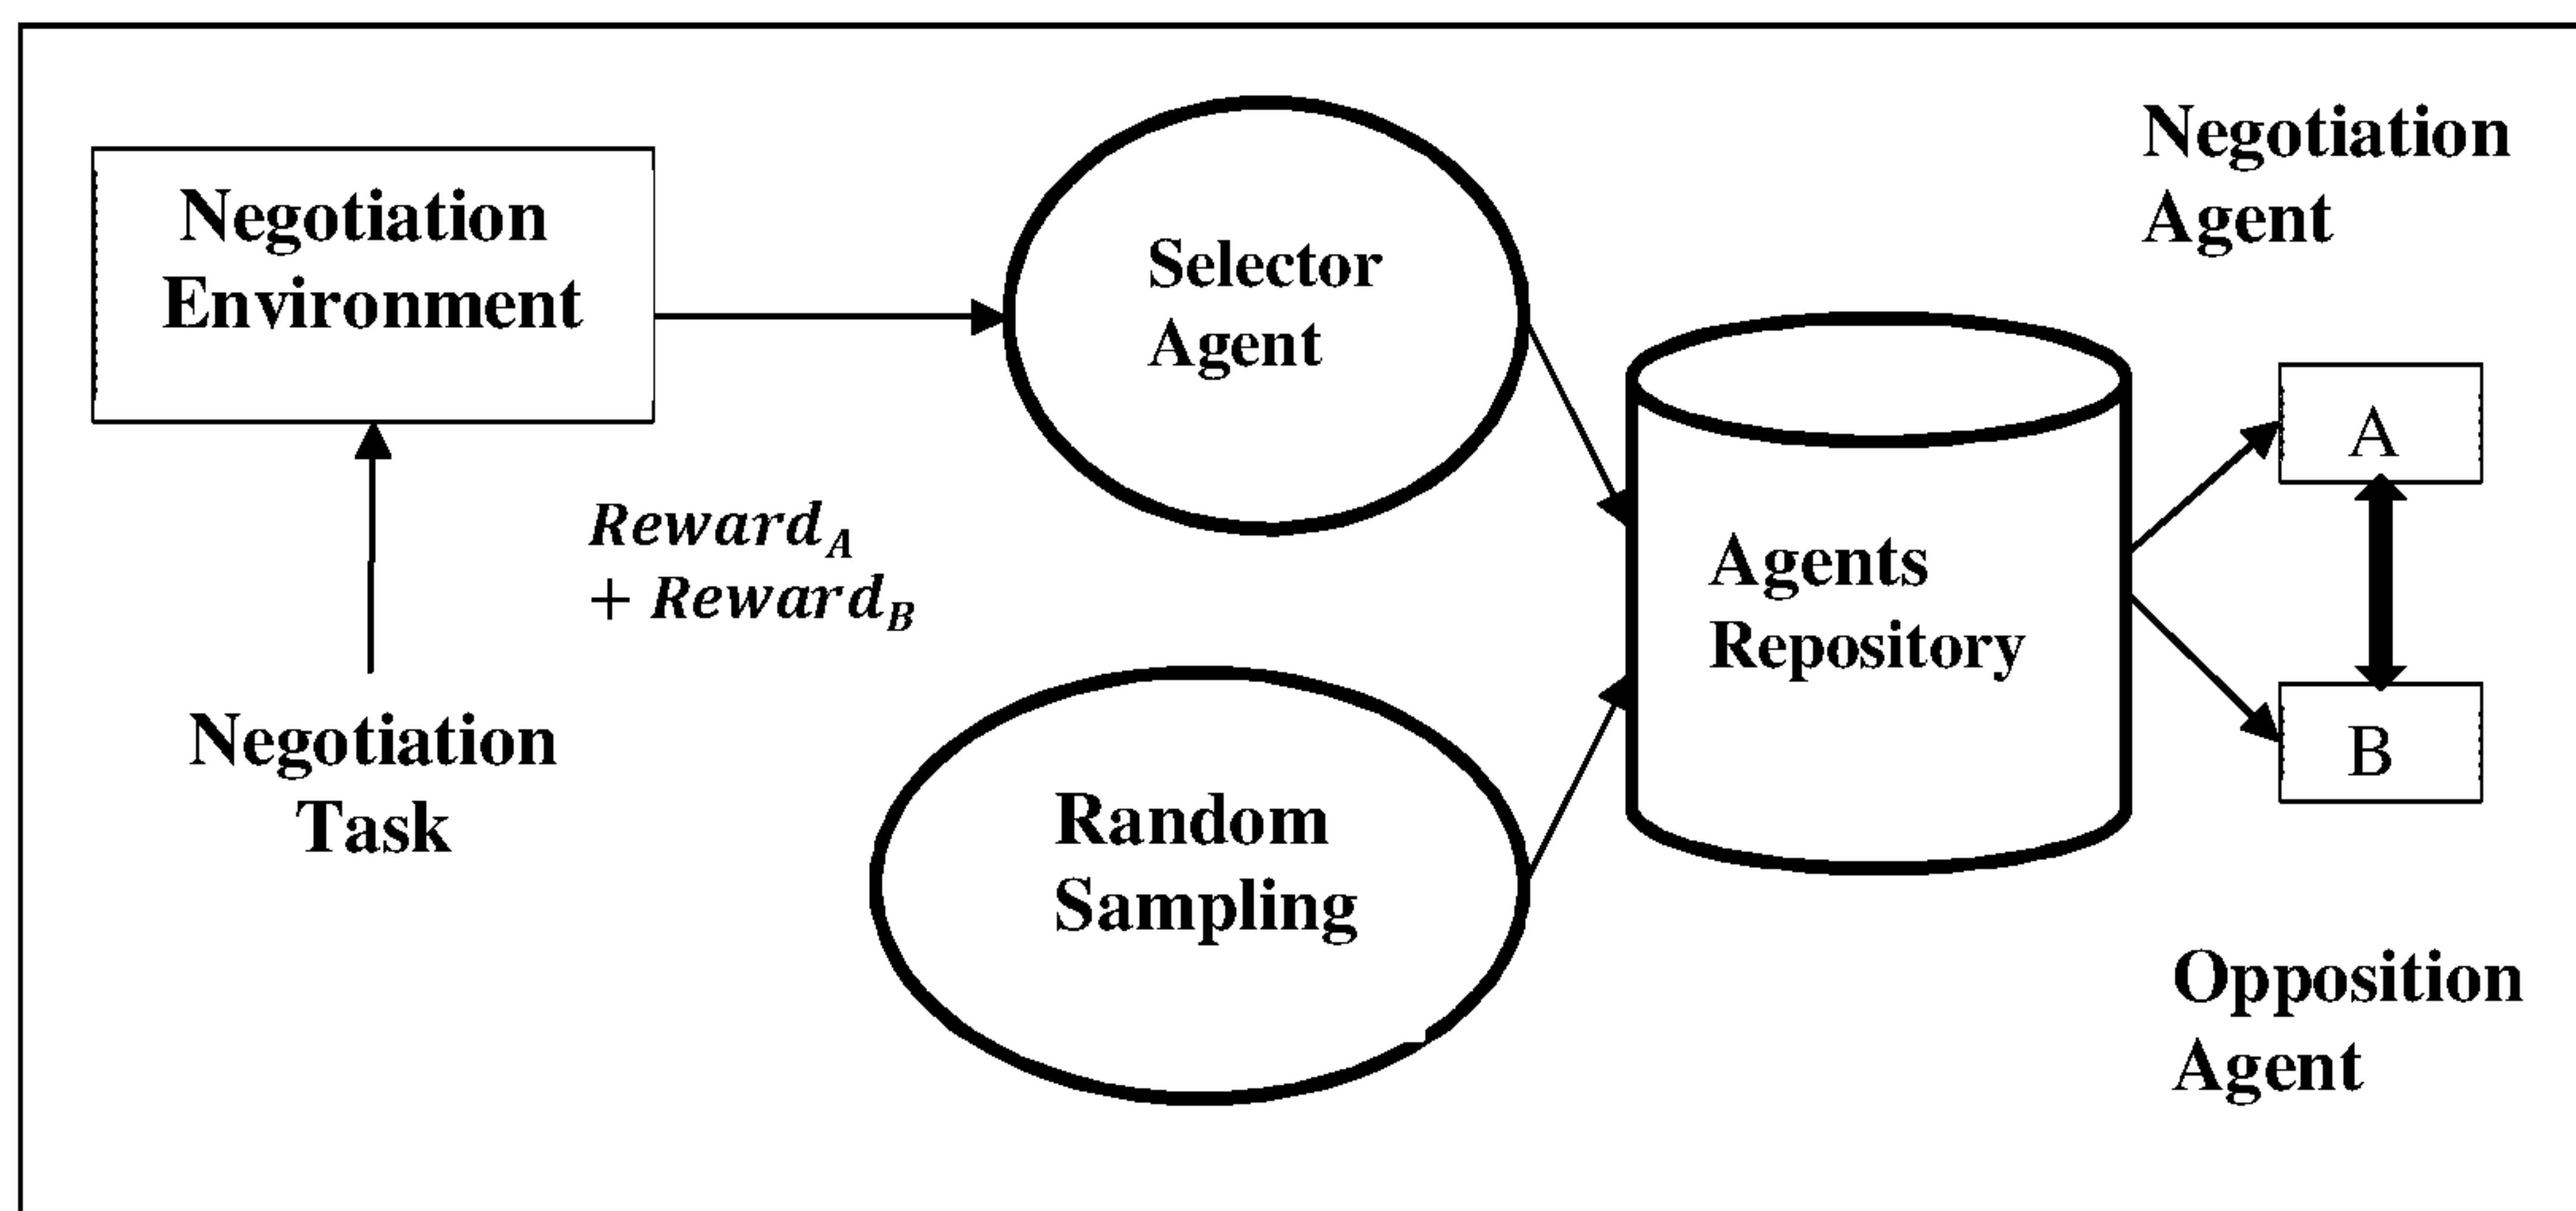 Negotiation
Environment
Negotiation
Task
Reward_A
+ Reward_B
Selector
Agent
Random
Sampling
Agents
Repository
Negotiation
Agent
A
B
Opposition
Agent